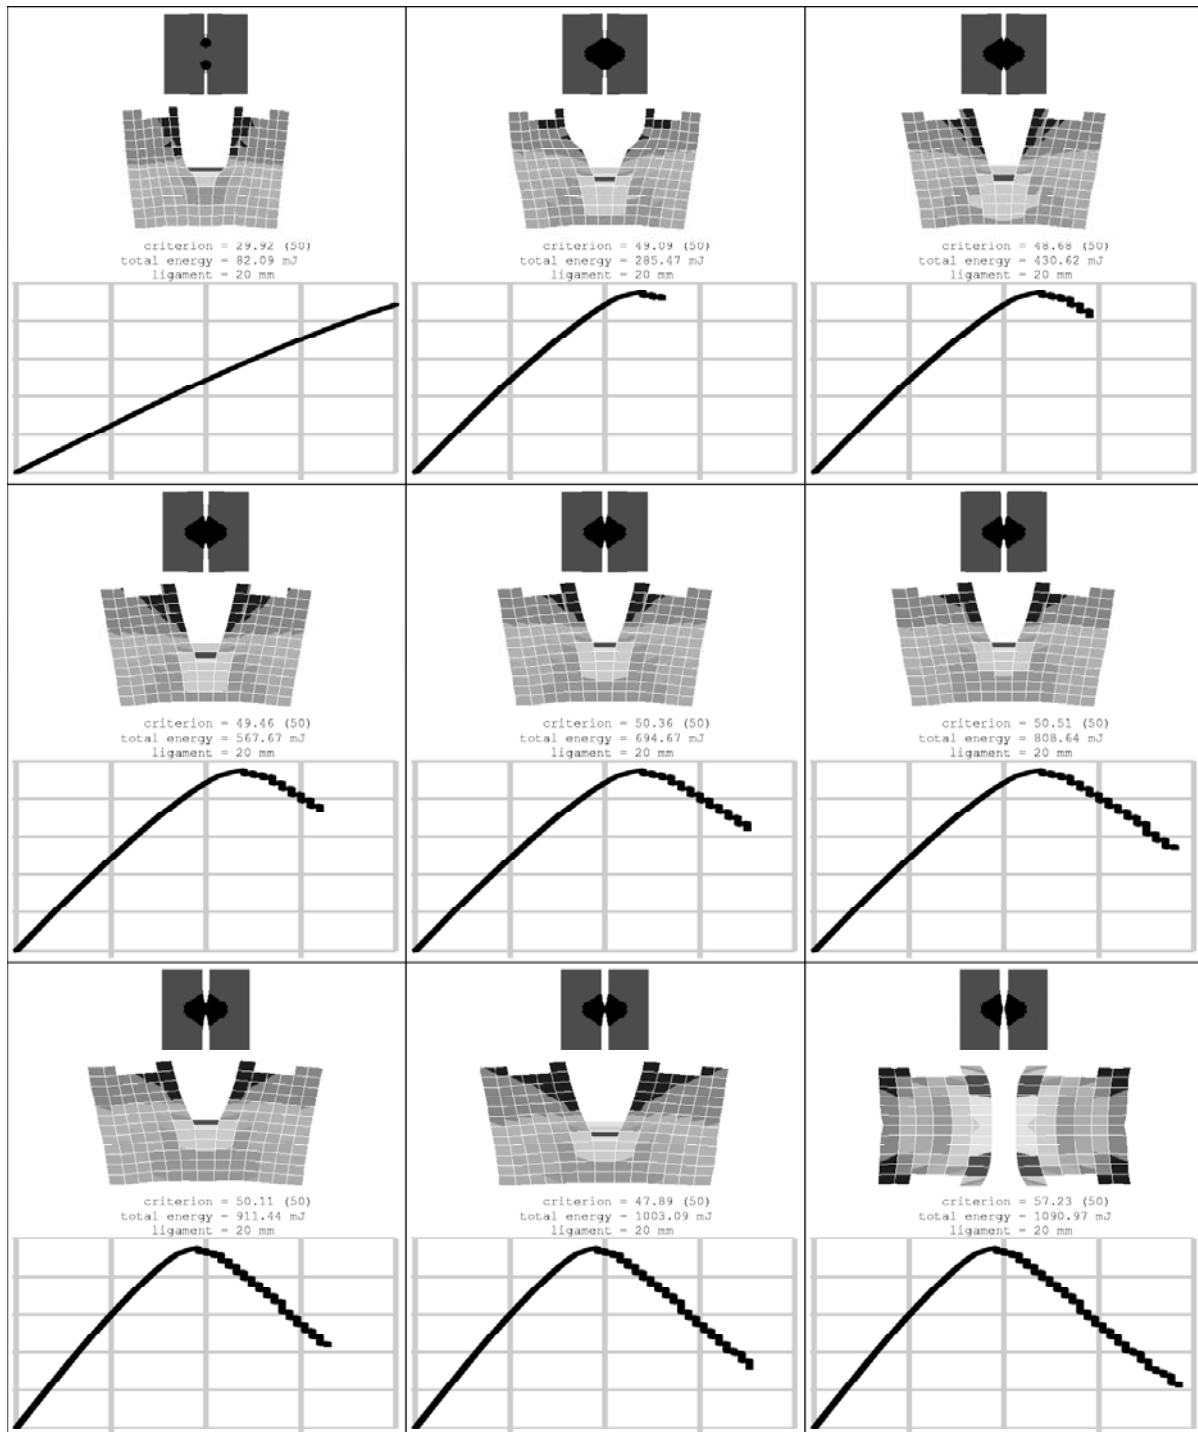 criterion = 29.92 (50)
total energy = 82.09 mJ
ligament = 20 mm
criterion = 49.09 (50)
total energy = 285.47 mJ
ligament = 20 mm
criterion = 48.68 (50)
total energy = 430.62 mJ
ligament = 20 mm
criterion = 49.46 (50)
total energy = 567.67 mJ
ligament = 20 mm
criterion = 50.36 (50)
total energy = 694.67 mJ
ligament = 20 mm
criterion = 50.51 (50)
total energy = 808.64 mJ
ligament = 20 mm
criterion = 50.11 (50)
total energy = 911.44 mJ
ligament = 20 mm
criterion = 47.89 (50)
total energy = 1003.09 mJ
ligament = 20 mm
criterion = 57.23 (50)
total energy = 1090.97 mJ
ligament = 20 mm